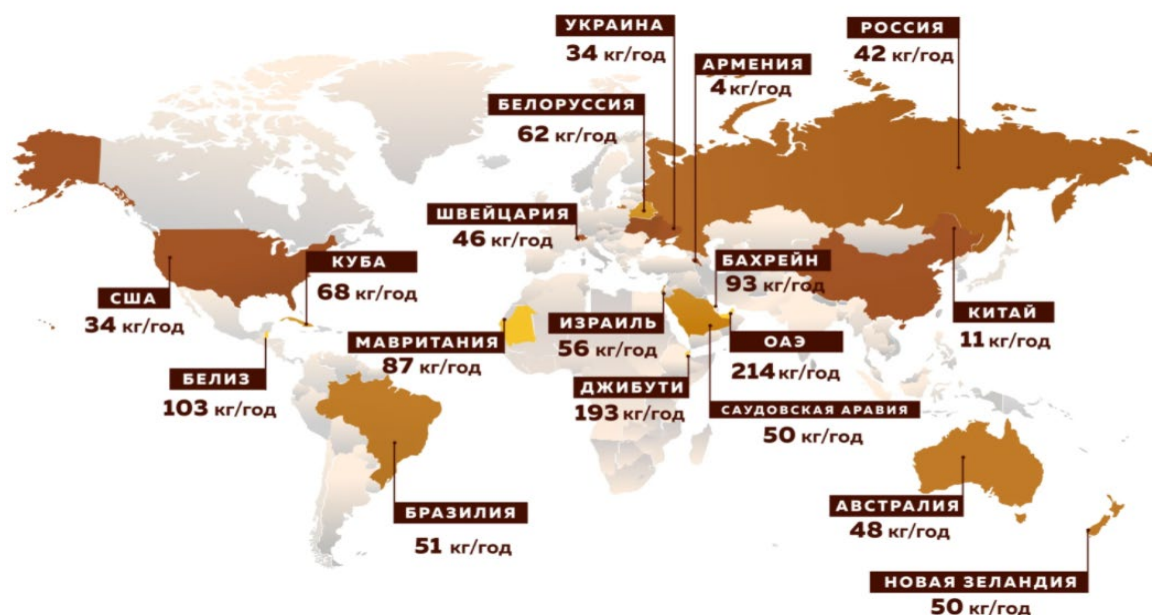 УКРАИНА
34 кг/год
РОССИЯ
42 кг/год
АРМЕНИЯ
4 кг/год
БЕЛОРУССИЯ
62 кг/год
ШВЕЙЦАРИЯ
46 кг/год
КУБА
68 кг/год
БАХРЕЙН
93 кг/год
США
34 кг/год
МАВРИТАНИЯ
87 кг/год
ИЗРАИЛЬ
56 кг/год
ОАЭ
214 кг/год
КИТАЙ
11 кг/год
БЕЛИЗ
103 кг/год
ДЖИБУТИ
193 кг/год
САУДОВСКАЯ АРАВИЯ
50 кг/год
БРАЗИЛИЯ
51 кг/год
АВСТРАЛИЯ
48 кг/год
НОВАЯ ЗЕЛАНДИЯ
50 кг/год